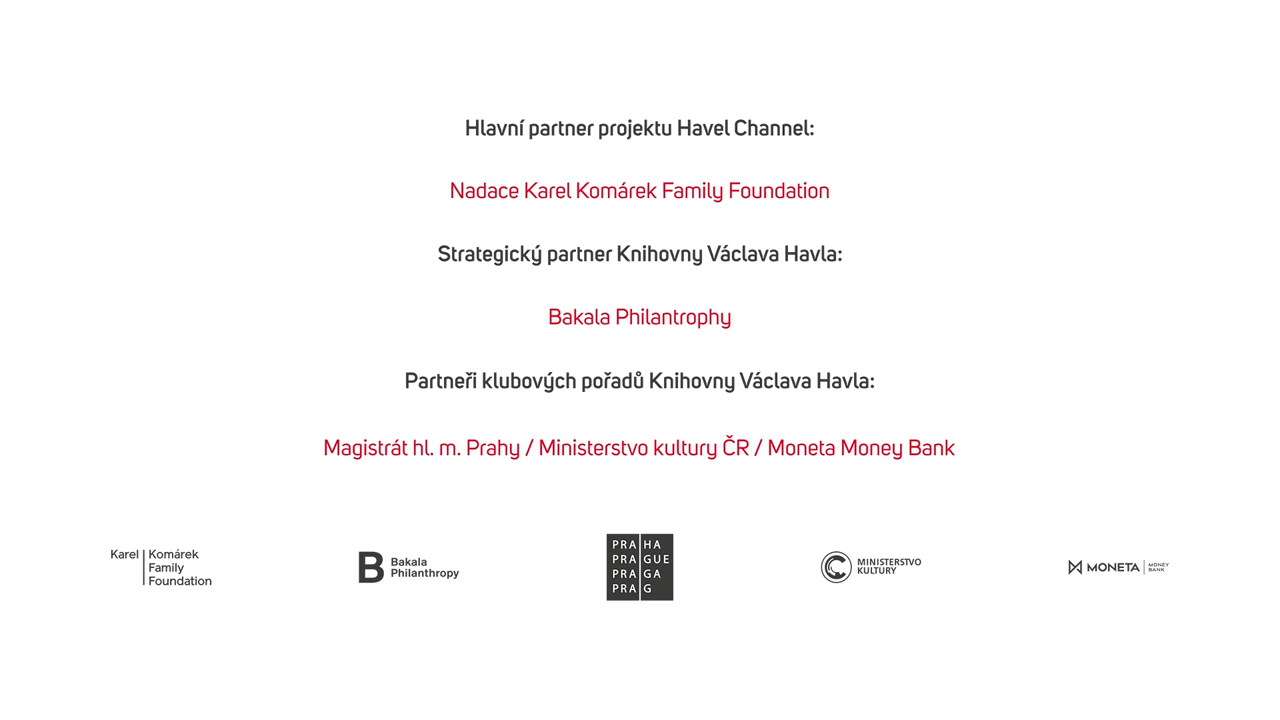 Hlavní partner projektu Havel Channel:
Nadace Karel Komárek Family Foundation
Strategický partner Knihovny Václava Havla:
Bakala Philantrophy
Partneři klubových pořadů Knihovny Václava Havla:
Magistrát hl. m. Prahy / Ministerstvo kultury ČR / Moneta Money Bank
Karel Komárek
Family
Foundation
B Bakala
Philanthropy
PRA HA
PRA GUE
PRA GA
PRA G
MINISTERSTVO
KULTURY
MONETA MONEY
BANK